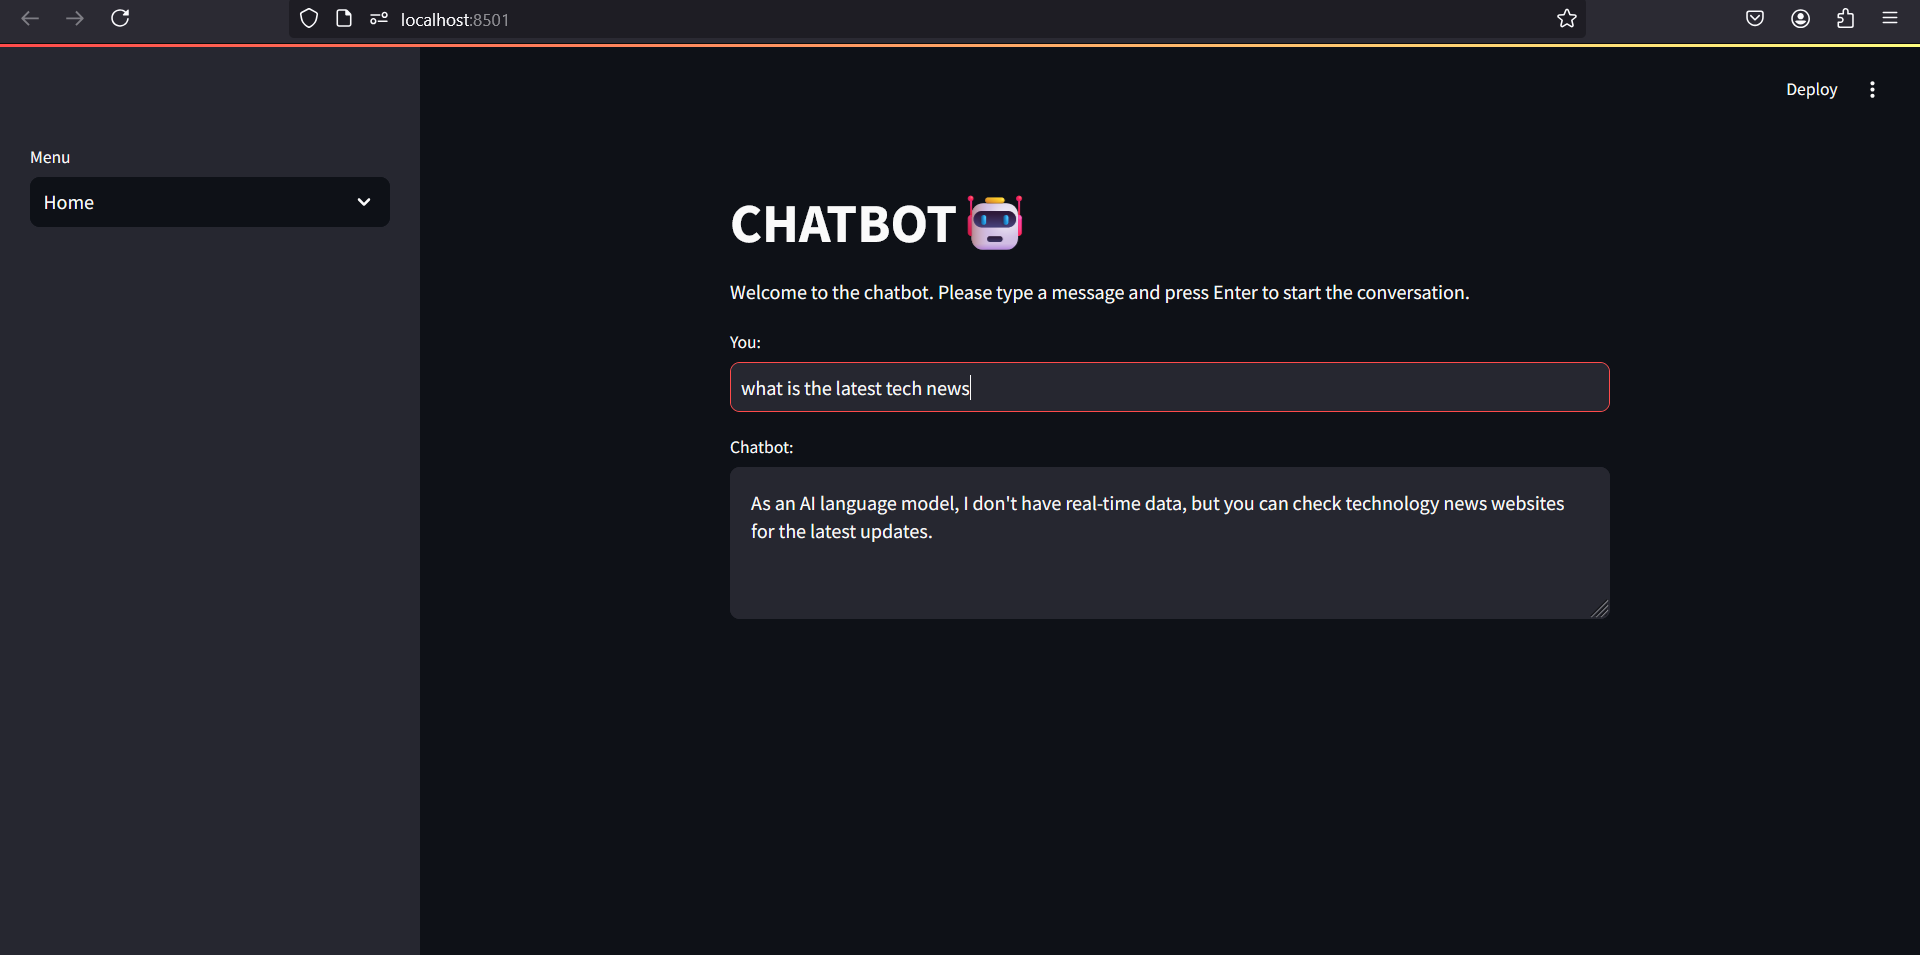 localhost:8501
Deploy
Menu
Home
CHATBOT
Welcome to the chatbot. Please type a message and press Enter to start the conversation.
You:
what is the latest tech news
Chatbot:
As an AI language model, I don't have real-time data, but you can check technology news websites
for the latest updates.